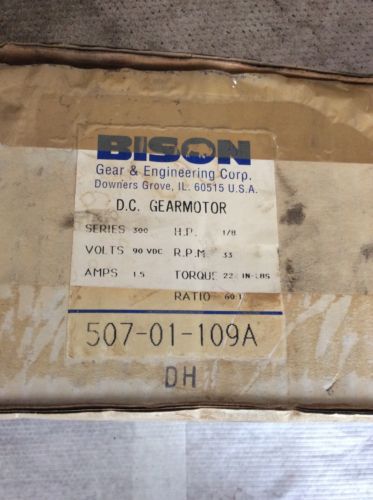 BISON
Gear & Engineering Corp.
Downers Grove, IL. 60515 U.S.A.
D.C. GEARMOTOR
SERIES 300 H.P. 1/8
VOLTS 90 VDC R.P.M 33
AMPS 1.5 TORQUE IN-LBS
RATIO 60:1
507-01-109A
DH